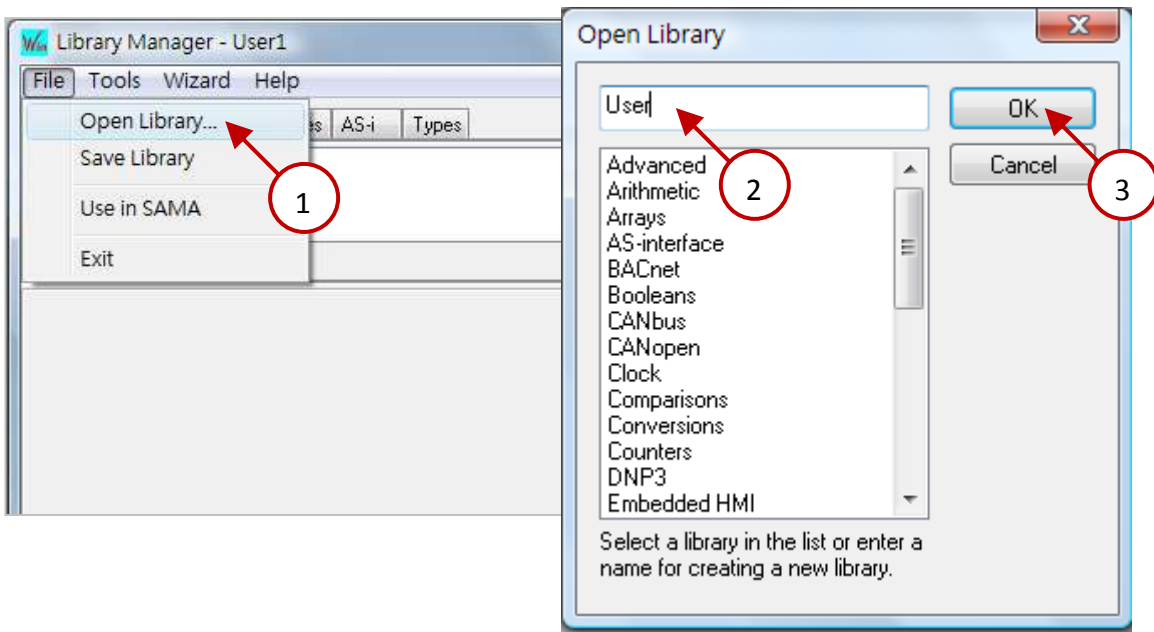 Library Manager - User1
File Tools Wizard Help
Open Library...
AS-i Types
Save Library
Use in SAMA
Exit
1
Open Library
User
OK
Cancel
2
3
Advanced
Arithmetic
Arrays
AS-interface
BACnet
Booleans
CANbus
CANopen
Clock
Comparisons
Conversions
Counters
DNP3
Embedded HMI
Select a library in the list or enter a
name for creating a new library.